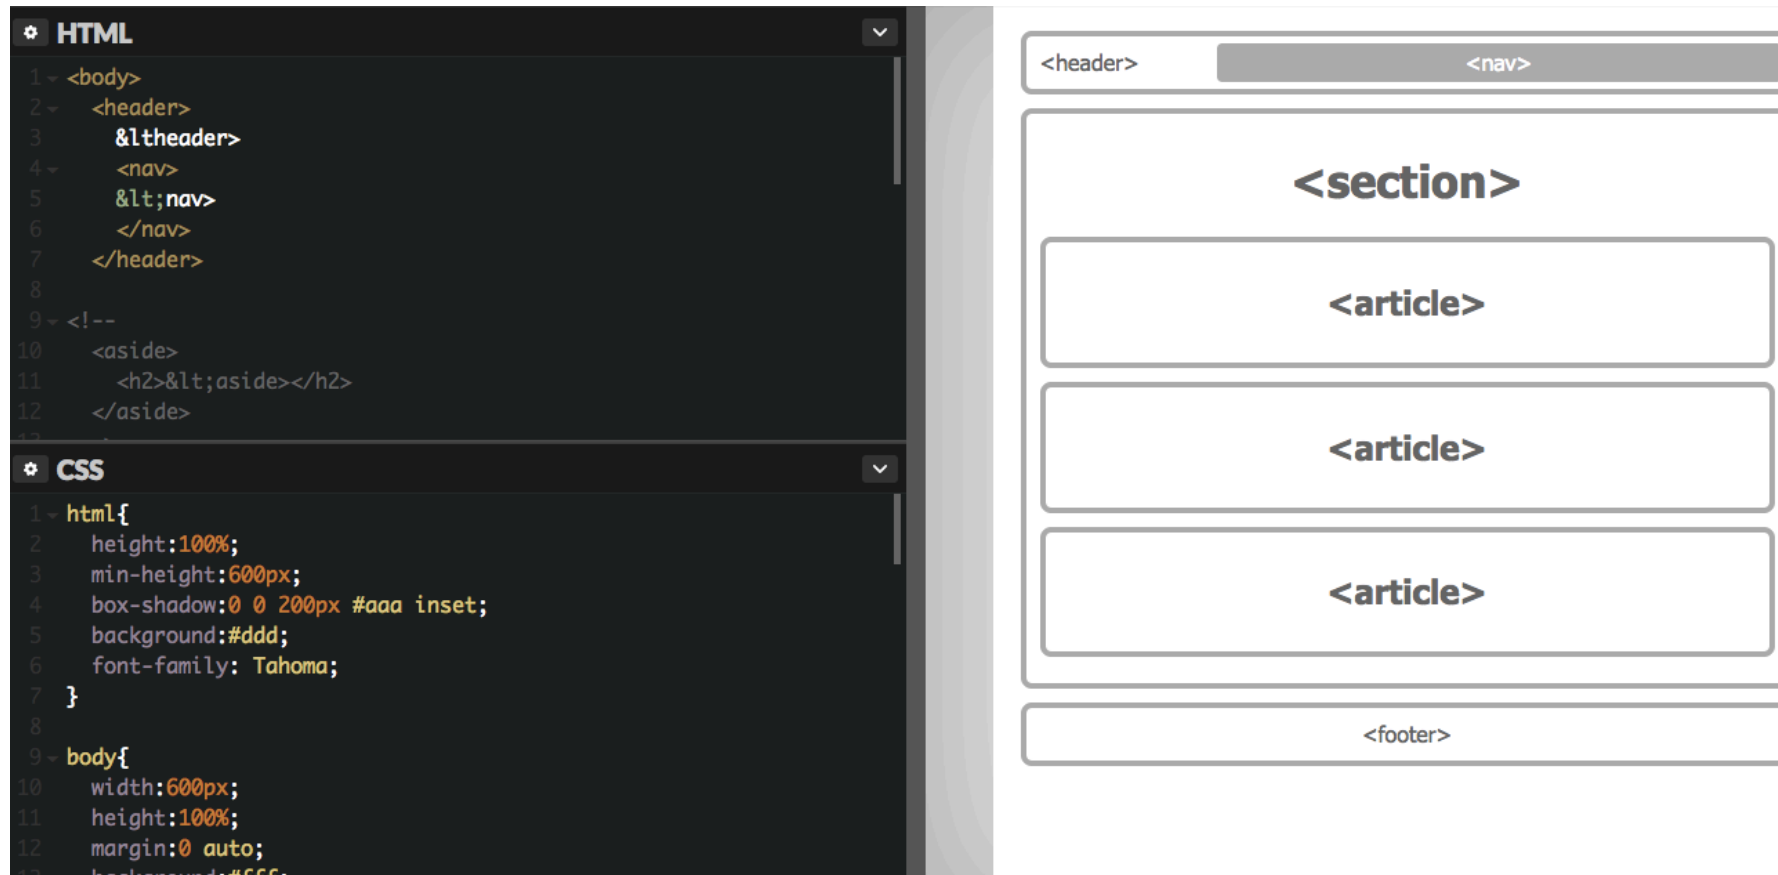 HTML
1 <body>
2 <header>
3 &ltheader>
4 <nav>
5 &lt;nav>
6 </nav>
7 </header>
8
9 <!--
10 <aside>
11 <h2>&lt;aside></h2>
12 </aside>
CSS
1 html{
2 height:100%;
3 min-height:600px;
4 box-shadow:0 0 200px #aaa inset;
5 background:#ddd;
6 font-family: Tahoma;
7 }
8
9 body{
10 width:600px;
11 height:100%;
12 margin:0 auto;
13 background:#fff;
<header>
<nav>
<section>
<article>
<article>
<article>
<footer>